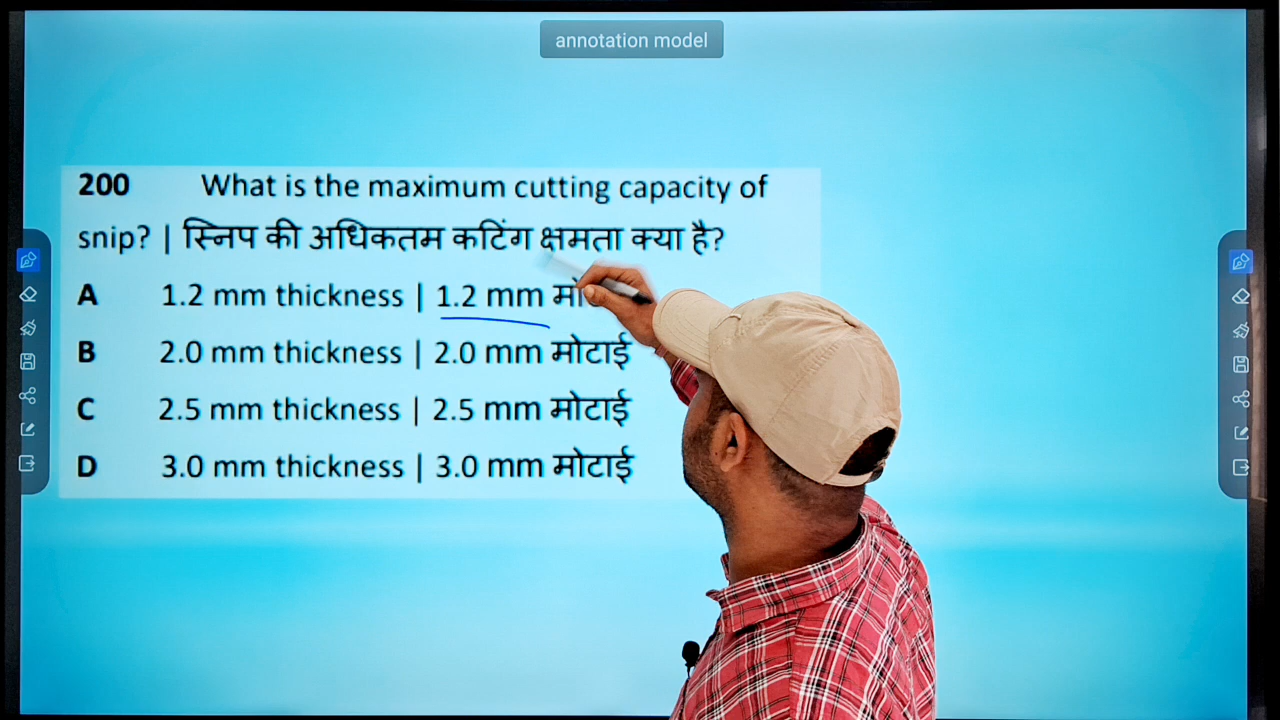 annotation model
200 What is the maximum cutting capacity of
snip? | स्निप की अधिकतम कटिंग क्षमता क्या है?
A 1.2 mm thickness | 1.2 mm
B 2.0 mm thickness | 2.0 mm मोटाई
C 2.5 mm thickness | 2.5 mm मोटाई
D 3.0 mm thickness | 3.0 mm मोटाई